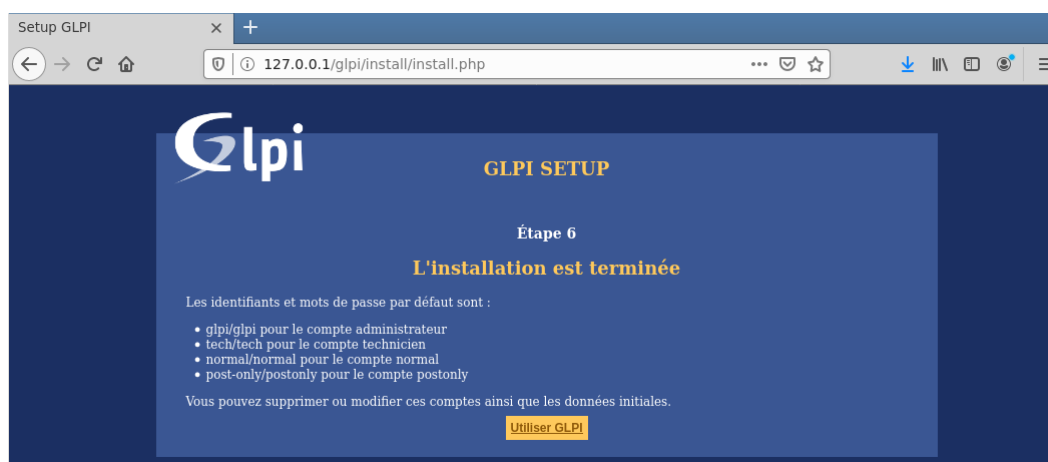 Setup GLPI
127.0.0.1/glpi/install/install.php
Glpi
GLPI SETUP
Étape 6
L'installation est terminée
Les identifiants et mots de passe par défaut sont :
• glpi/glpi pour le compte administrateur
• tech/tech pour le compte technicien
• normal/normal pour le compte normal
• post-only/postonly pour le compte postonly
Vous pouvez supprimer ou modifier ces comptes ainsi que les données initiales.
Utiliser GLPI